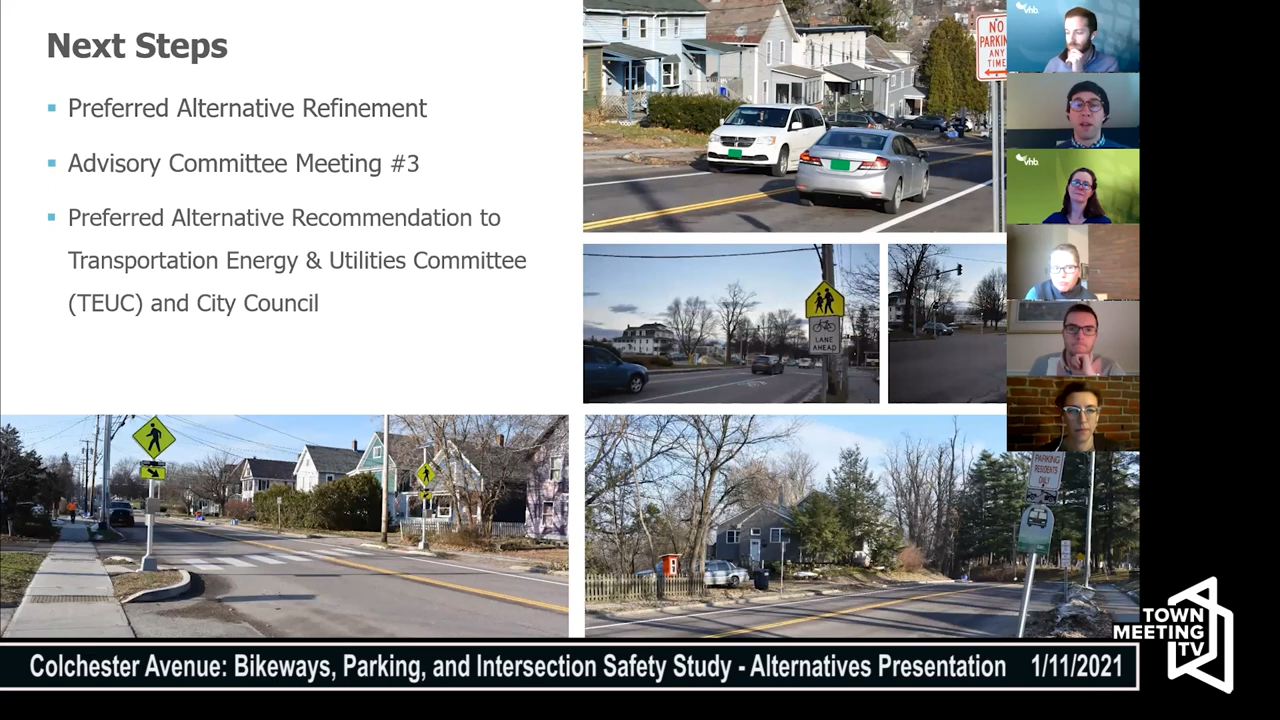 Next Steps
Preferred Alternative Refinement
Advisory Committee Meeting #3
Preferred Alternative Recommendation to
Transportation Energy & Utilities Committee
(TEUC) and City Council
NO
PARKIN
ANY
TIME
LANE
AHEAD
vhb
vhb
PARKING
RESIDENTS
ONLY
TOWN
MEETING
TV
Colchester Avenue: Bikeways, Parking, and Intersection Safety Study - Alternatives Presentation 1/11/2021